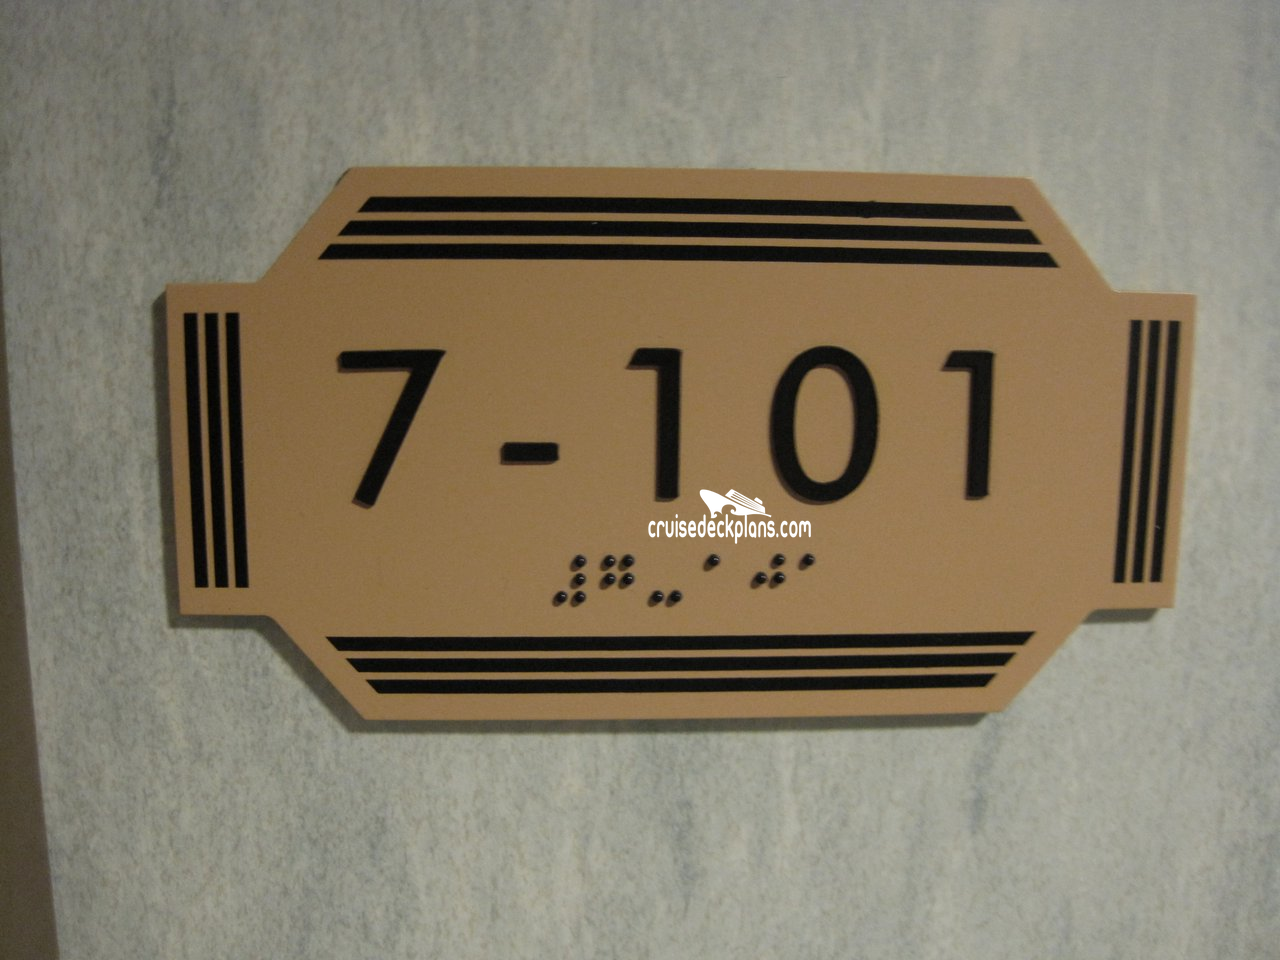 7-101
cruisedeckplans.com
⠼⠛⠤⠁⠚⠁